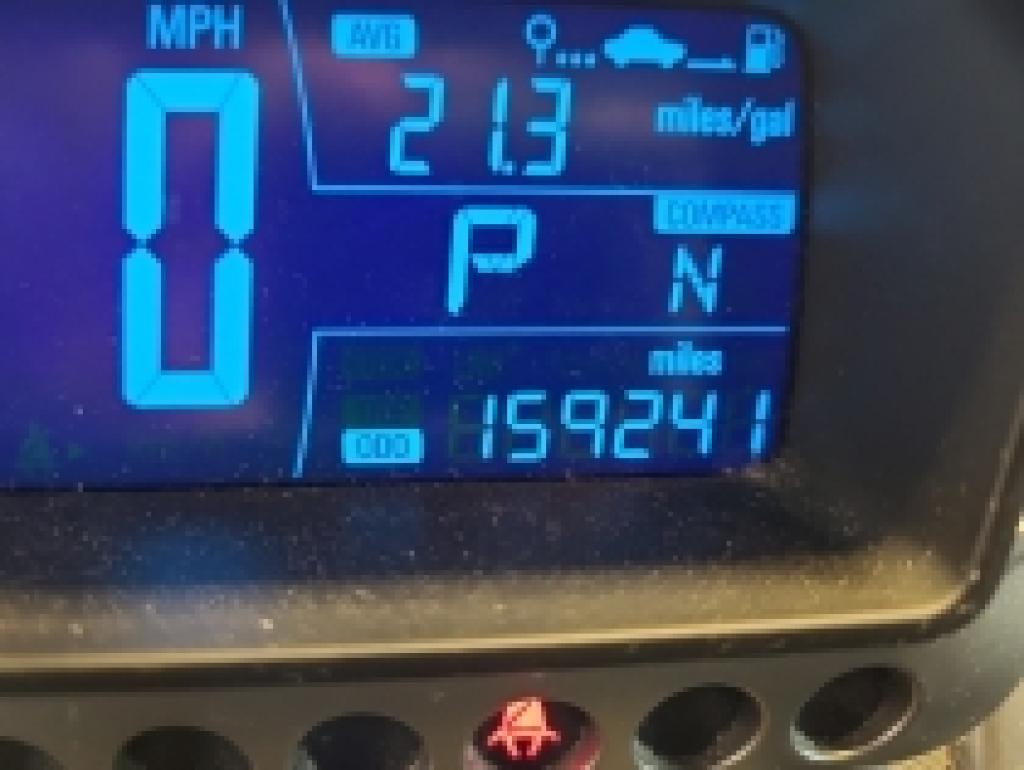 MPH
0
AVG
21.3 miles/gal
COMPASS
P N
miles
ODO 159241